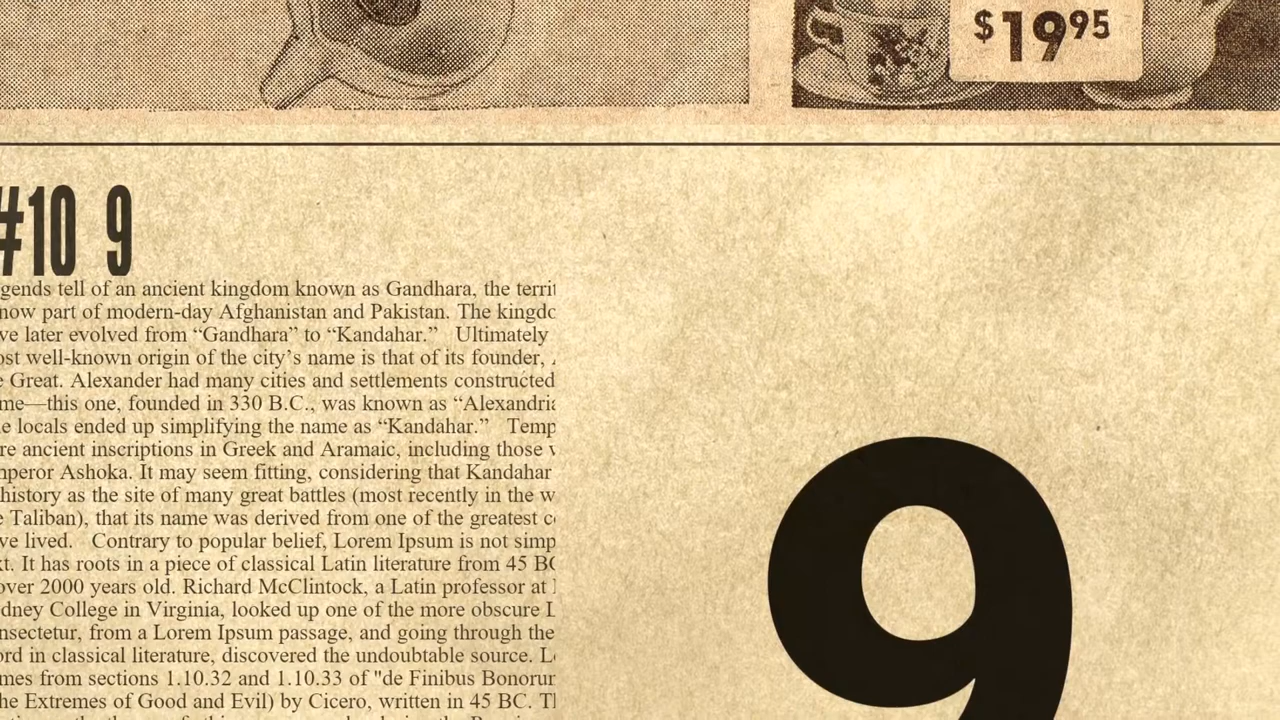 $19.95
#10 9
gends tell of an ancient kingdom known as Gandhara, the territ
now part of modern-day Afghanistan and Pakistan. The kingdo
ve later evolved from “Gandhara” to “Kandahar.” Ultimately
ost well-known origin of the city’s name is that of its founder,
e Great. Alexander had many cities and settlements constructed
me—this one, founded in 330 B.C., was known as “Alexandria
e locals ended up simplifying the name as “Kandahar.” Temp
re ancient inscriptions in Greek and Aramaic, including those w
nperor Ashoka. It may seem fitting, considering that Kandahar
history as the site of many great battles (most recently in the w
e Taliban), that its name was derived from one of the greatest co
ve lived. Contrary to popular belief, Lorem Ipsum is not simp
xt. It has roots in a piece of classical Latin literature from 45 BC
over 2000 years old. Richard McClintock, a Latin professor at
dney College in Virginia, looked up one of the more obscure L
nsectetur, from a Lorem Ipsum passage, and going through the
ord in classical literature, discovered the undoubtable source. Lo
mes from sections 1.10.32 and 1.10.33 of "de Finibus Bonorum
he Extremes of Good and Evil) by Cicero, written in 45 BC. Th
9